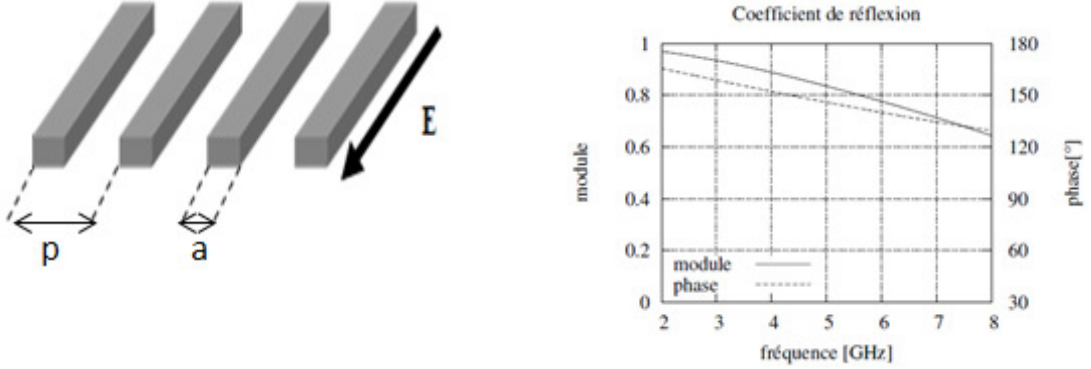 E
p
a
Coefficient de réflexion
1
0.8
0.6
0.4
0.2
0
module
180
150
120
90
60
30
phase[°]
module
phase
2 3 4 5 6 7 8
fréquence [GHz]